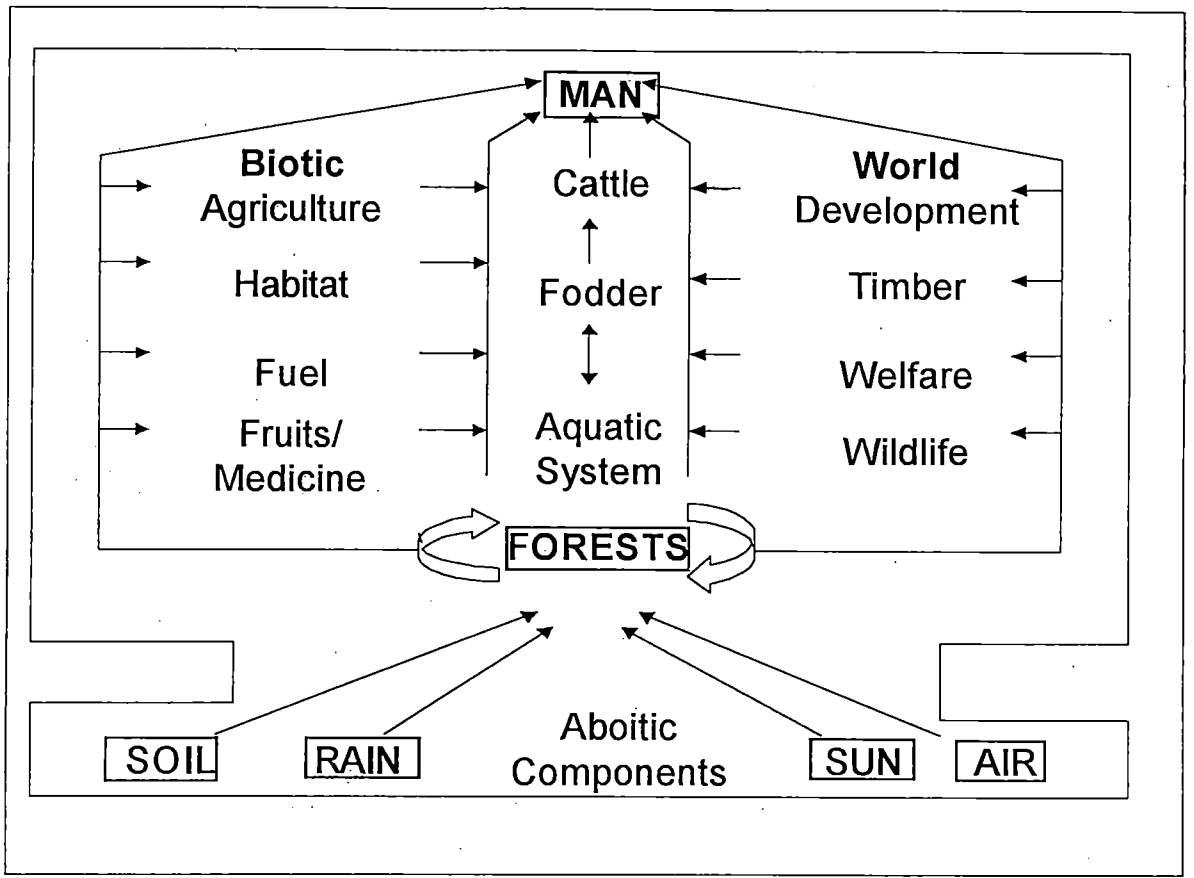 MAN
Biotic
Agriculture
Habitat
Fuel
Fruits/
Medicine
Cattle
Fodder
Aquatic
System
World
Development
Timber
Welfare
Wildlife
FORESTS
SOIL
RAIN
Aboitic
Components
SUN
AIR